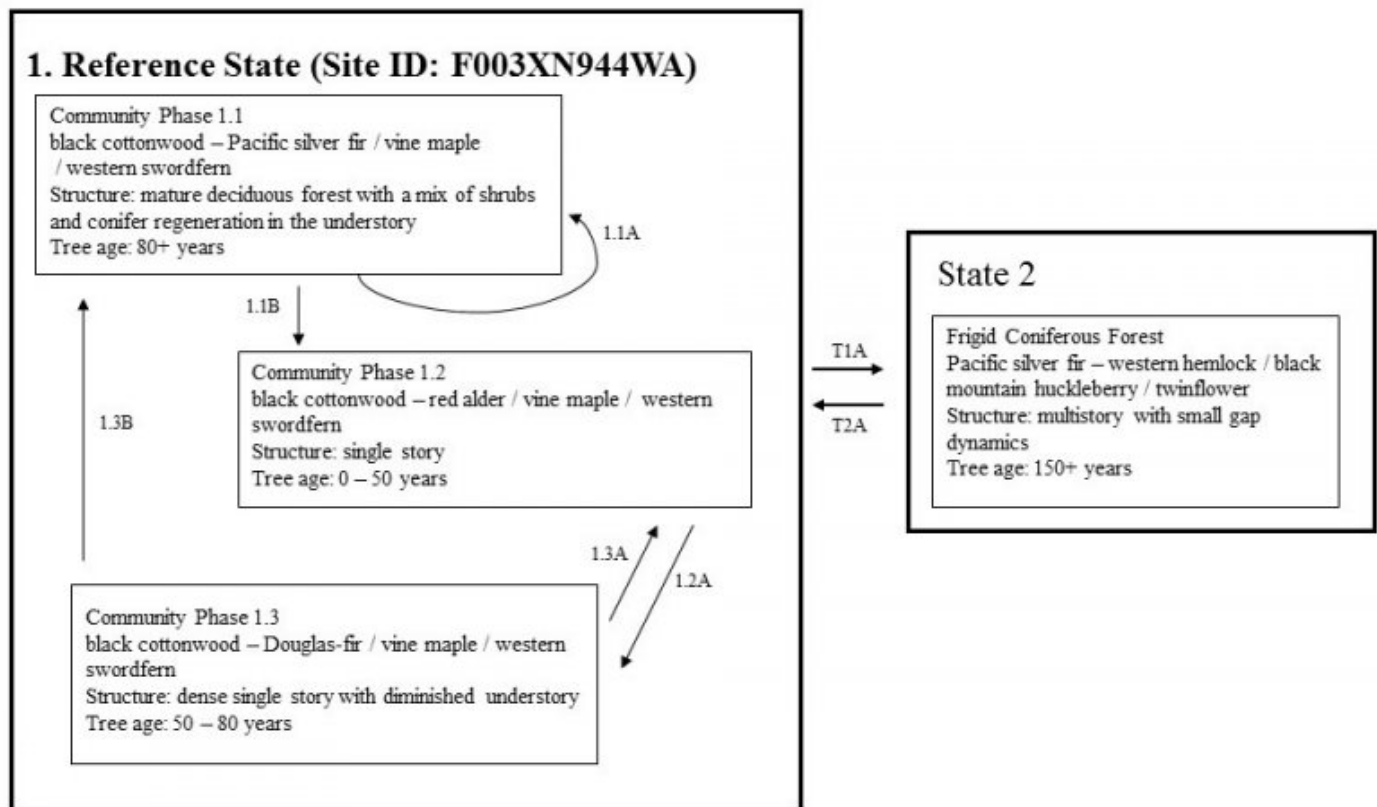 1. Reference State (Site ID: F003XN944WA)
Community Phase 1.1
black cottonwood – Pacific silver fir / vine maple
/ western swordfern
Structure: mature deciduous forest with a mix of shrubs
and conifer regeneration in the understory
Tree age: 80+ years
1.1A
1.1B
Community Phase 1.2
black cottonwood – red alder / vine maple / western
swordfern
Structure: single story
Tree age: 0 – 50 years
1.3B
1.3A
1.2A
Community Phase 1.3
black cottonwood – Douglas-fir / vine maple / western
swordfern
Structure: dense single story with diminished understory
Tree age: 50 – 80 years
T1A
T2A
State 2
Frigid Coniferous Forest
Pacific silver fir – western hemlock / black
mountain huckleberry / twinflower
Structure: multistory with small gap
dynamics
Tree age: 150+ years